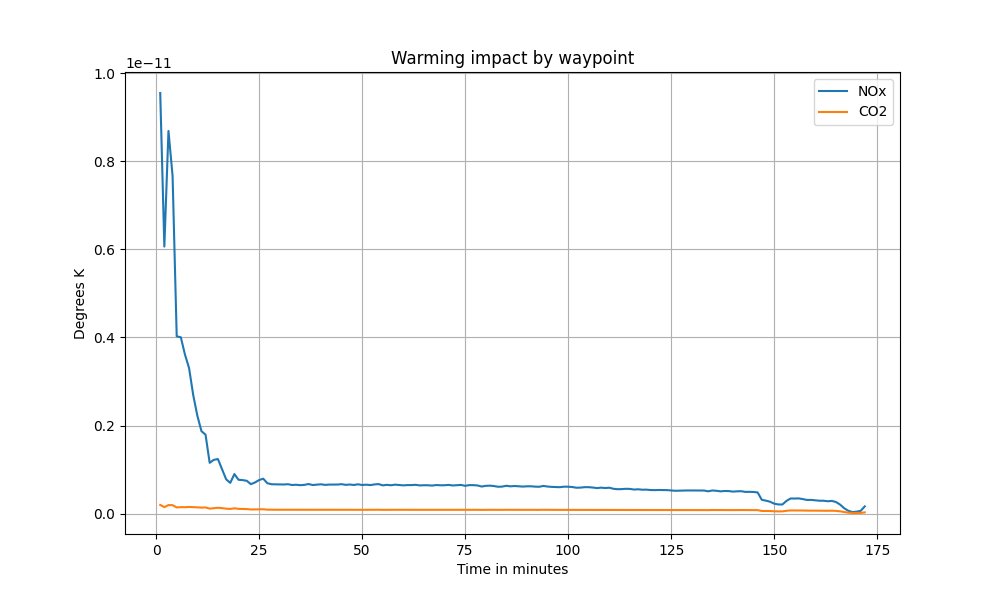 Warming impact by waypoint
1e−11
NOx
CO2
1.0
0.8
0.6
0.4
0.2
0.0
Degrees K
0 25 50 75 100 125 150 175
Time in minutes